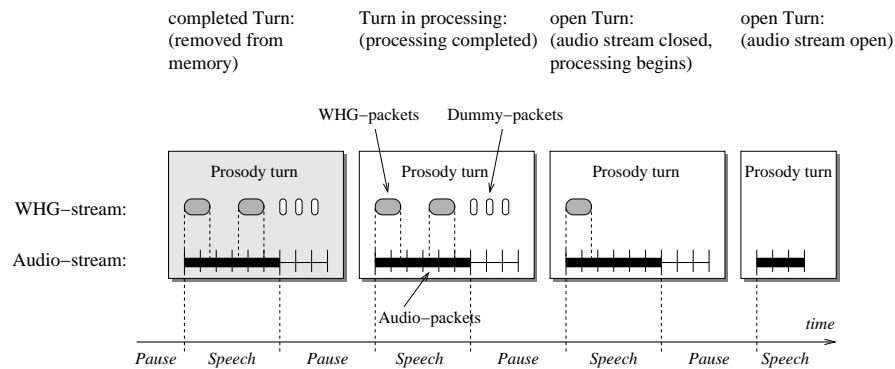 completed Turn:
(removed from
memory)
Turn in processing:
(processing completed)
open Turn:
(audio stream closed,
processing begins)
open Turn:
(audio stream open)
WHG−packets
Dummy−packets
Prosody turn
Prosody turn
Prosody turn
Prosody turn
WHG−stream:
Audio−stream:
Audio−packets
time
Pause
Speech
Pause
Speech
Pause
Speech
Pause
Speech